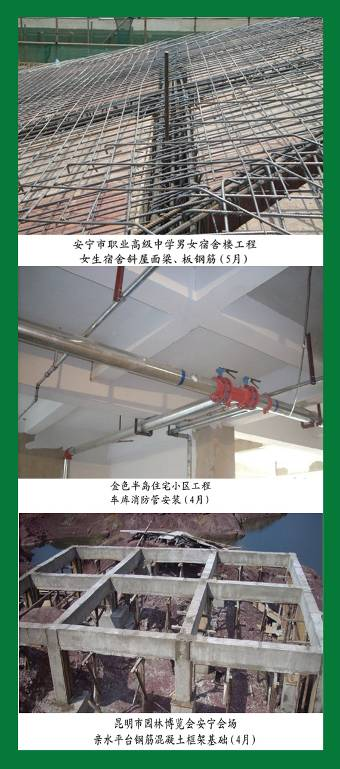 安宁市职业高级中学男女宿舍楼工程
女生宿舍斜屋面梁、板钢筋(5月)
金色半岛住宅小区工程
车库消防管安装(4月)
昆明市园林博览会安宁会场
亲水平台钢筋混凝土框架基础(4月)